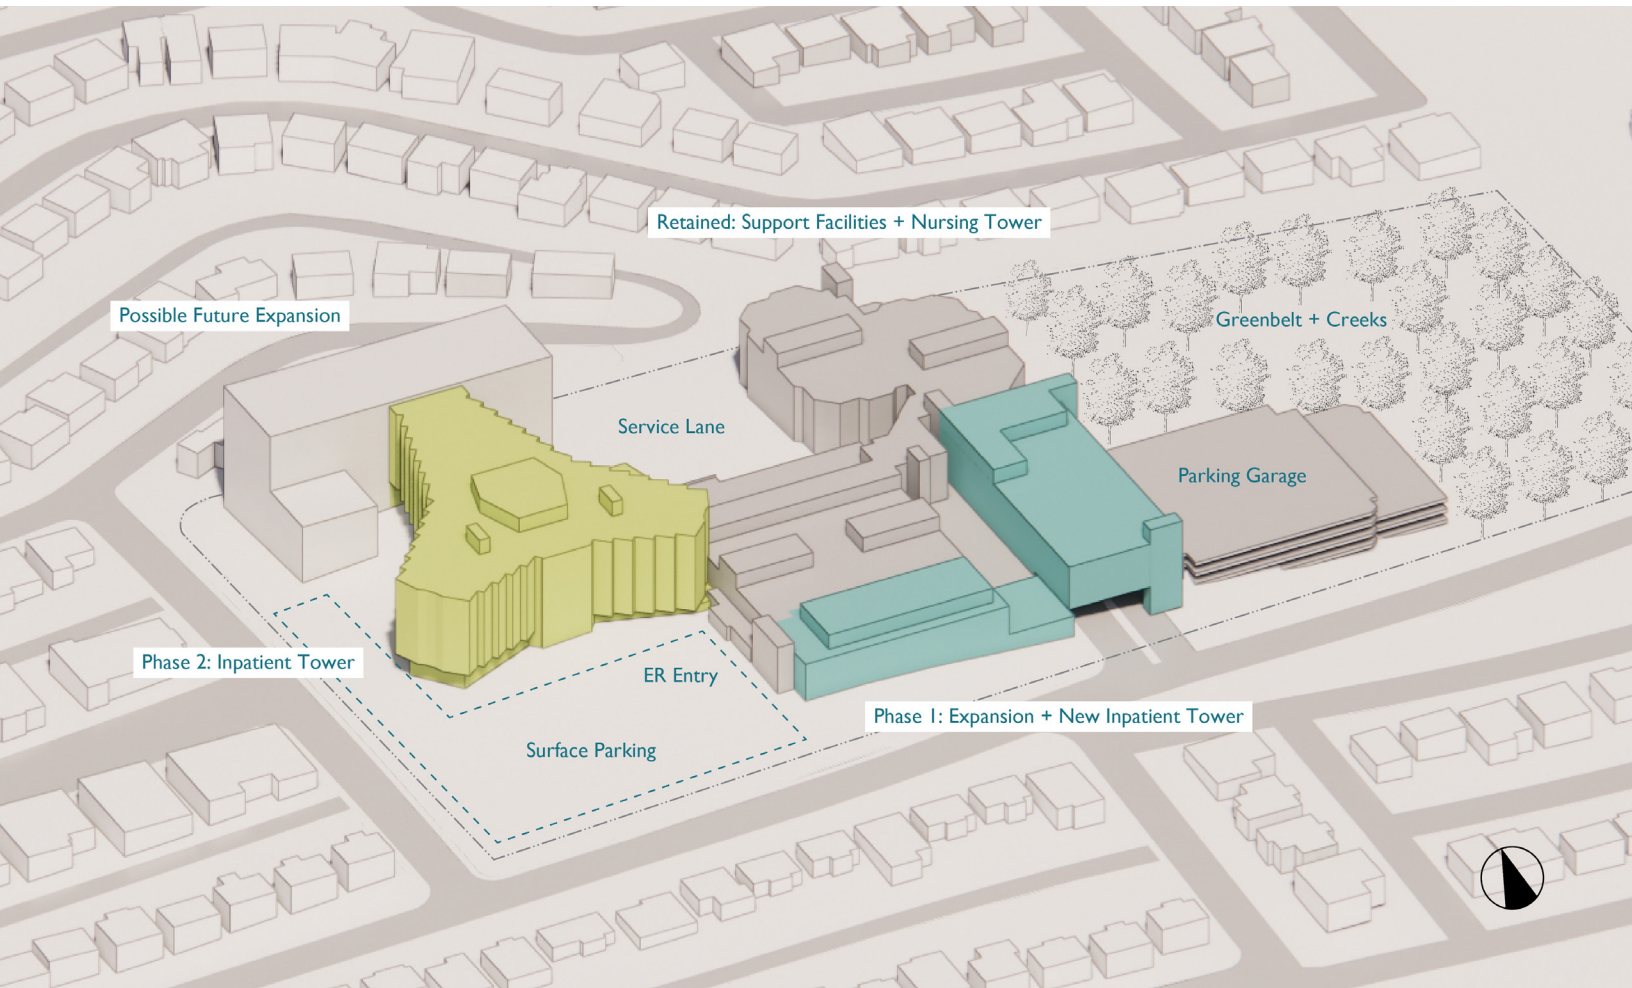 Retained: Support Facilities + Nursing Tower
Possible Future Expansion
Greenbelt + Creeks
Service Lane
Parking Garage
Phase 2: Inpatient Tower
ER Entry
Phase 1: Expansion + New Inpatient Tower
Surface Parking